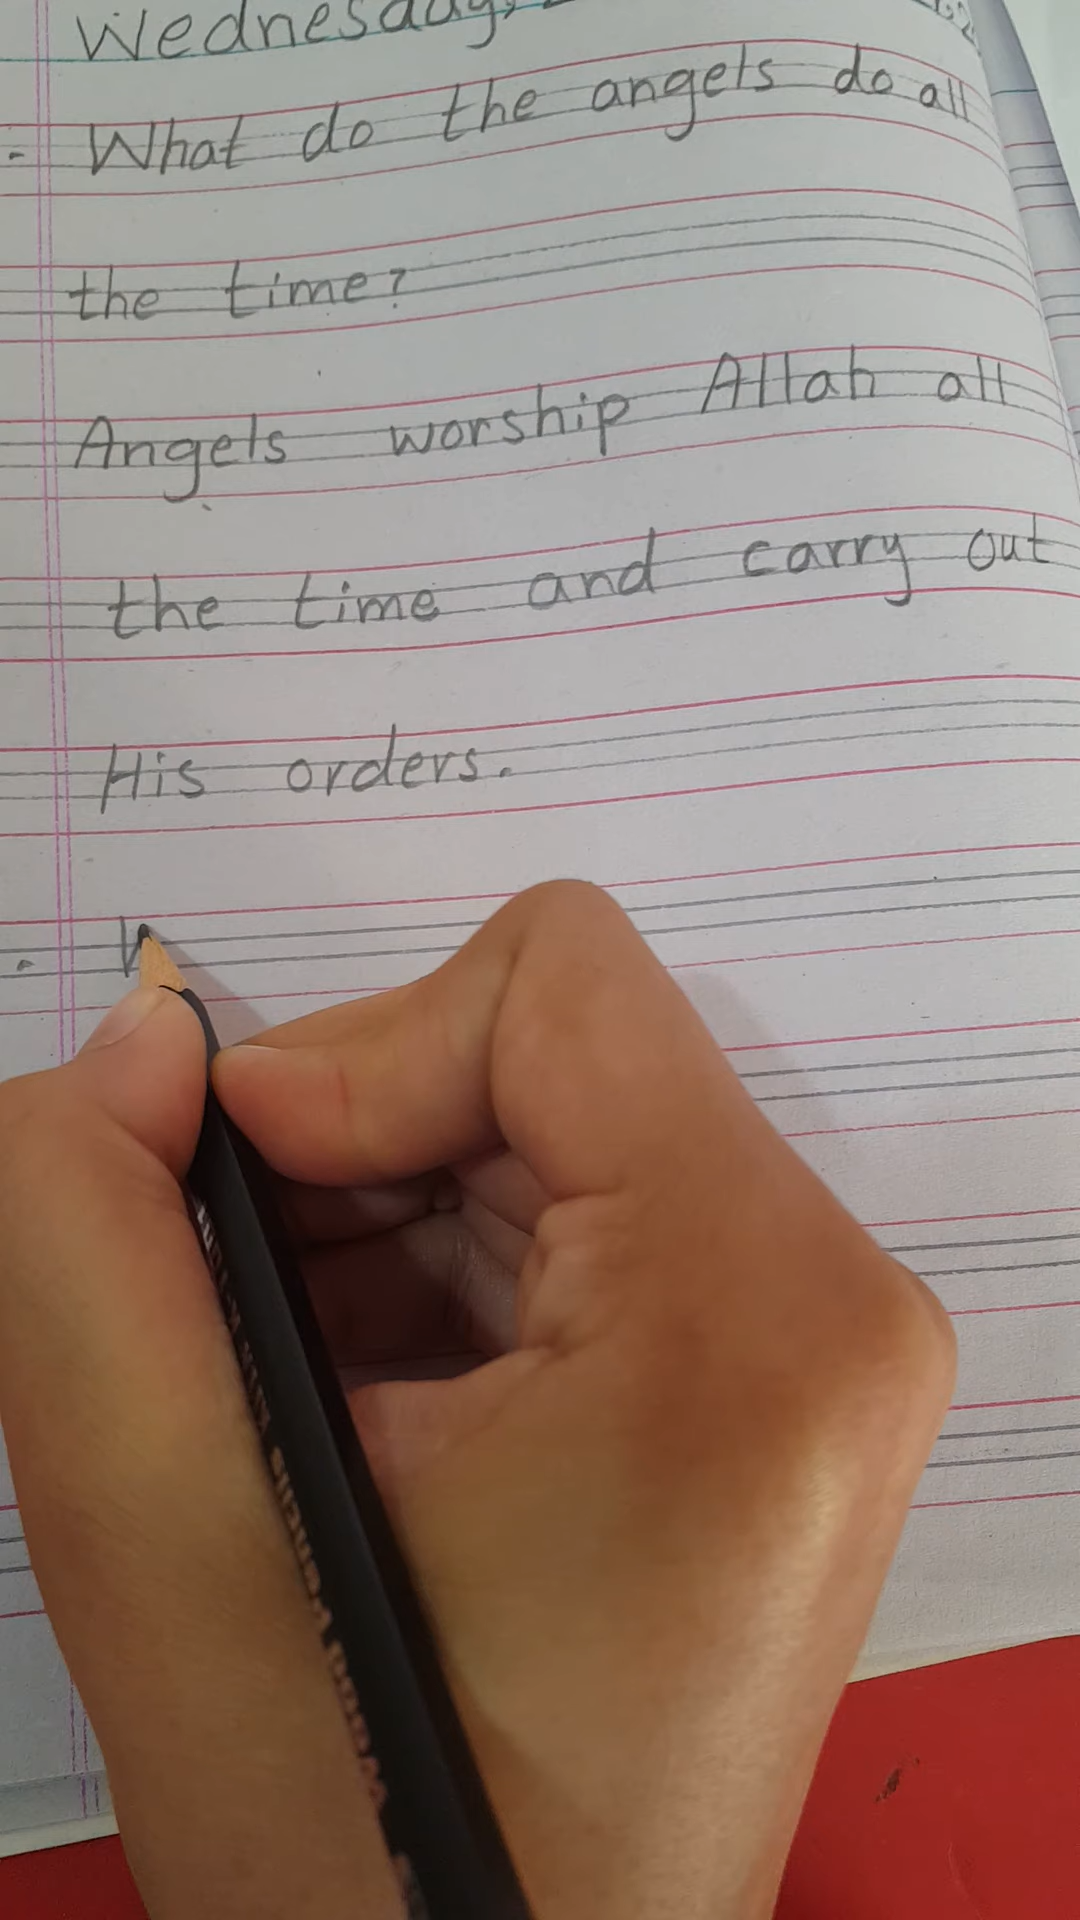 Wednesday,
What do the angels do all
the time?
Angels worship Allah all
the time and carry out
His orders.